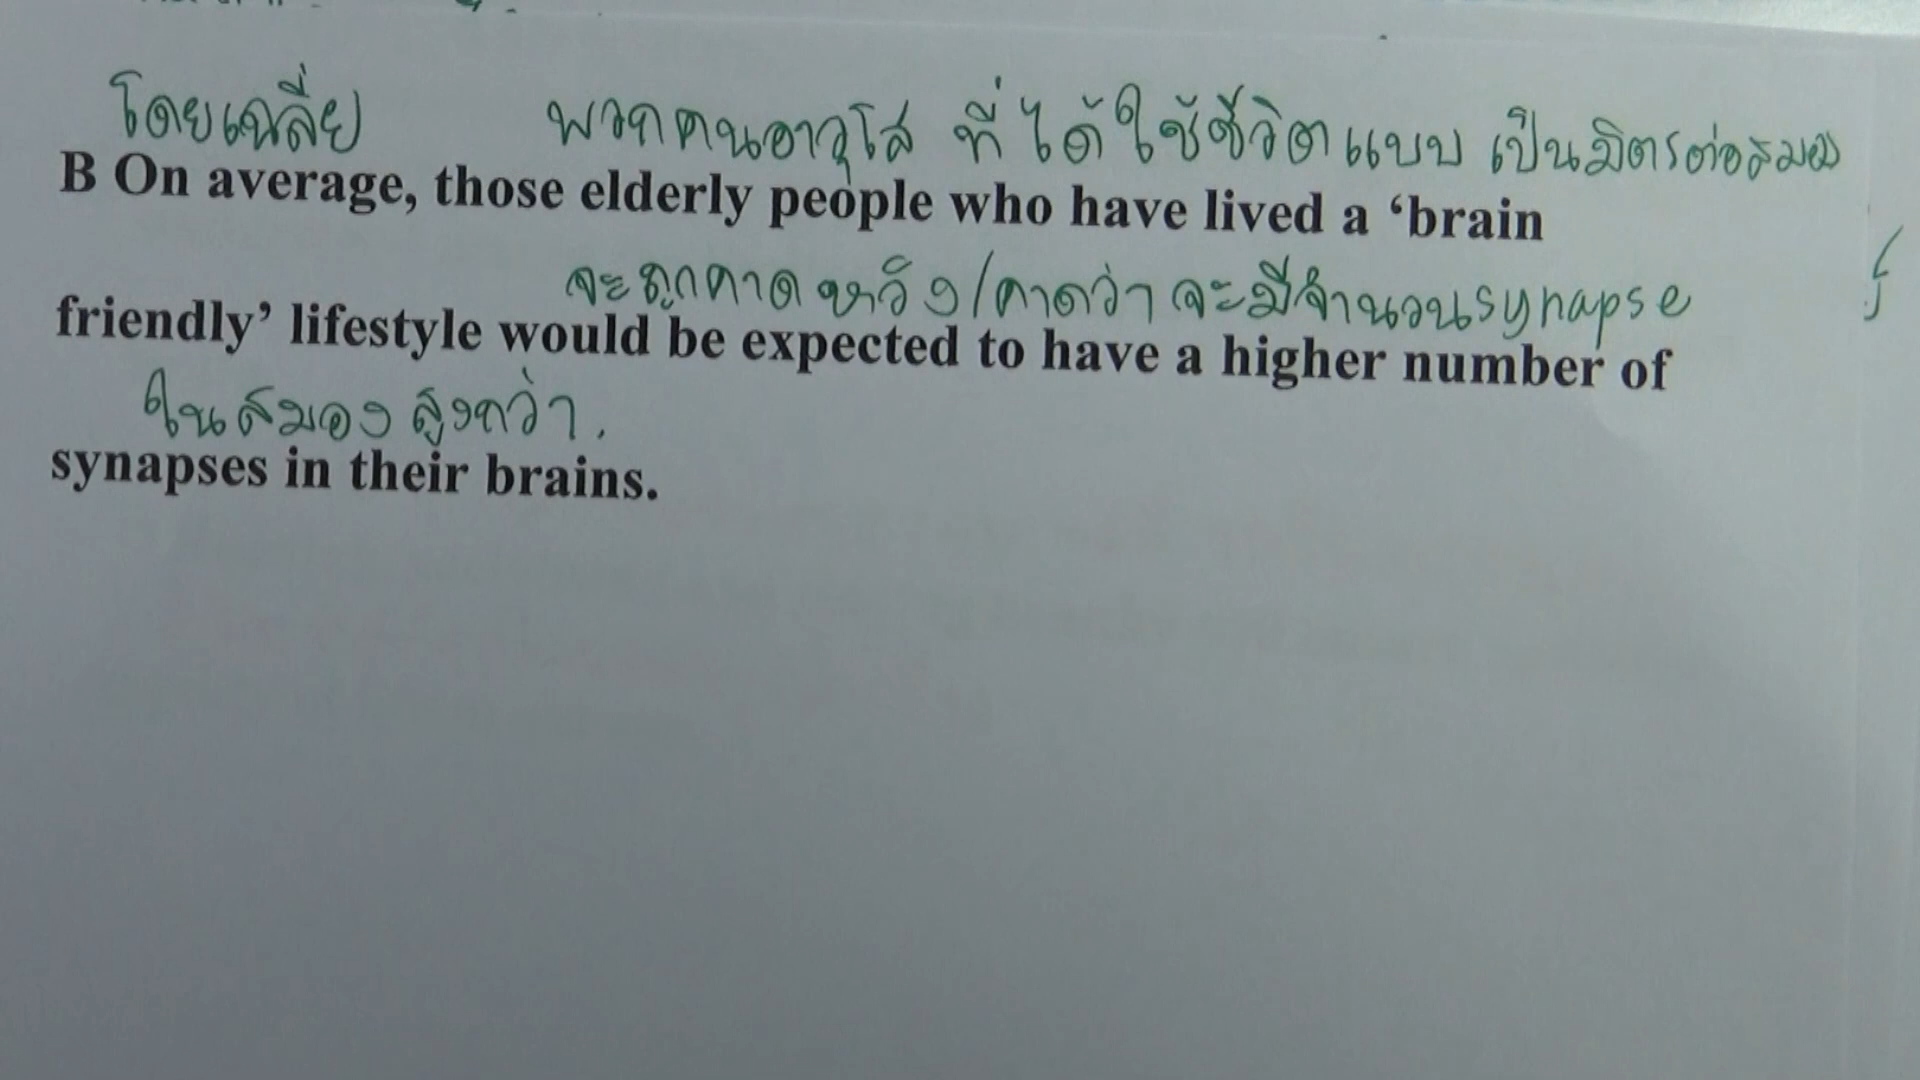 โดยเฉลี่ย พวกคนอาวุโส ที่ได้ใช้ชีวิตแบบ เป็นมิตรต่อสมอง
B On average, those elderly people who have lived a ‘brain
จะถูกคาดหวัง/คาดว่า จะมีจำนวนsynapse
friendly’ lifestyle would be expected to have a higher number of
ในสมอง สูงกว่า.
synapses in their brains.